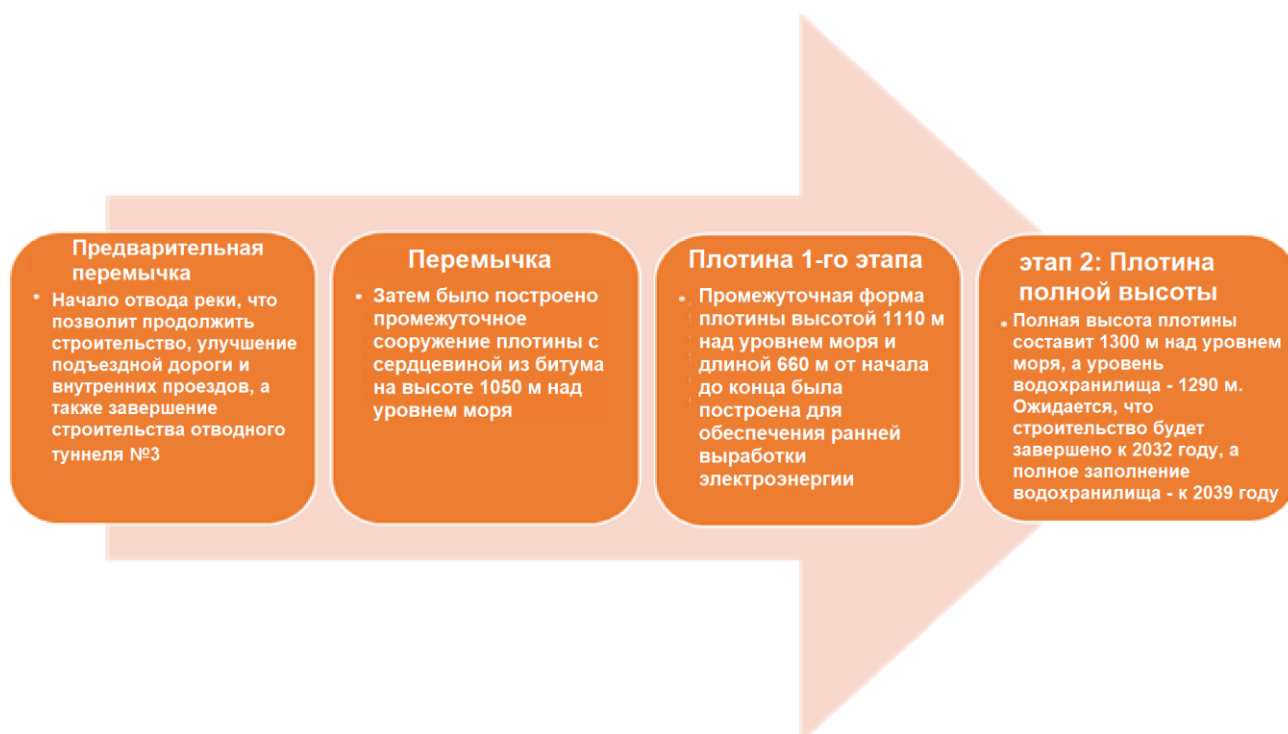 Предварительная
перемычка
• Начало отвода реки, что
позволит продолжить
строительство, улучшение
подъездной дороги и
внутренних проездов, а
также завершение
строительства отводного
туннеля №3
Перемычка
• Затем было построено
промежуточное
сооружение плотины с
сердцевиной из битума
на высоте 1050 м над
уровнем моря
Плотина 1-го этапа
• Промежуточная форма
плотины высотой 1110 м
над уровнем моря и
длиной 660 м от начала
до конца была
построена для
обеспечения ранней
выработки
электроэнергии
этап 2: Плотина
полной высоты
• Полная высота плотины
составит 1300 м над уровнем
моря, а уровень
водохранилища - 1290 м.
Ожидается, что
строительство будет
завершено к 2032 году, а
полное заполнение
водохранилища - к 2039 году